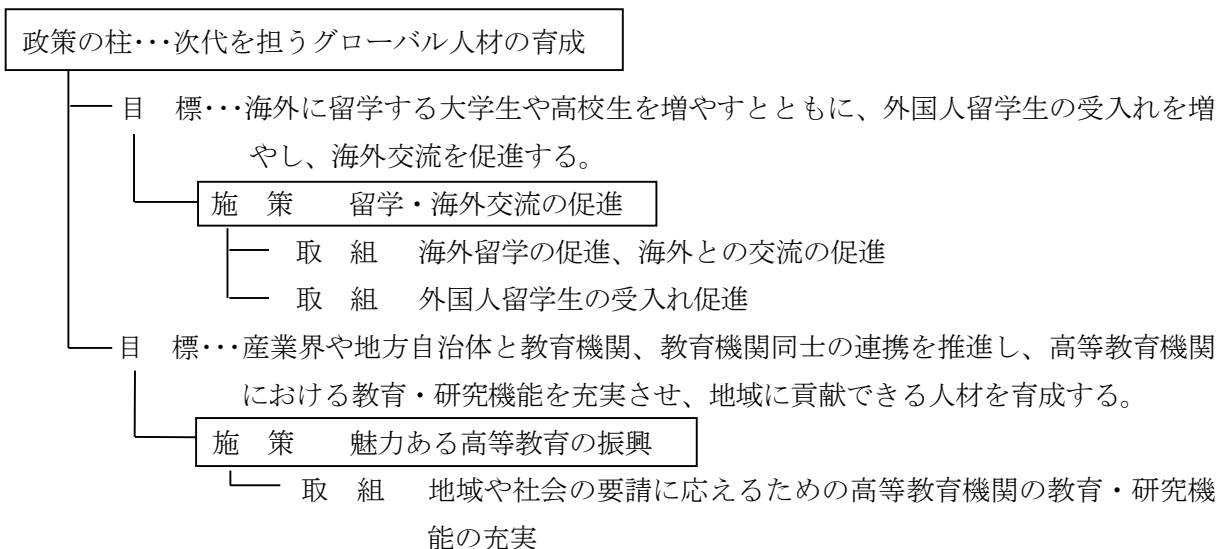 政策の柱･･･次代を担うグローバル人材の育成
目　標･･･海外に留学する大学生や高校生を増やすとともに、外国人留学生の受入れを増
やし、海外交流を促進する。
施　策　　留学・海外交流の促進
取　組　海外留学の促進、海外との交流の促進
取　組　外国人留学生の受入れ促進
目　標･･･産業界や地方自治体と教育機関、教育機関同士の連携を推進し、高等教育機関
における教育・研究機能を充実させ、地域に貢献できる人材を育成する。
施　策　　魅力ある高等教育の振興
取　組　地域や社会の要請に応えるための高等教育機関の教育・研究機
能の充実